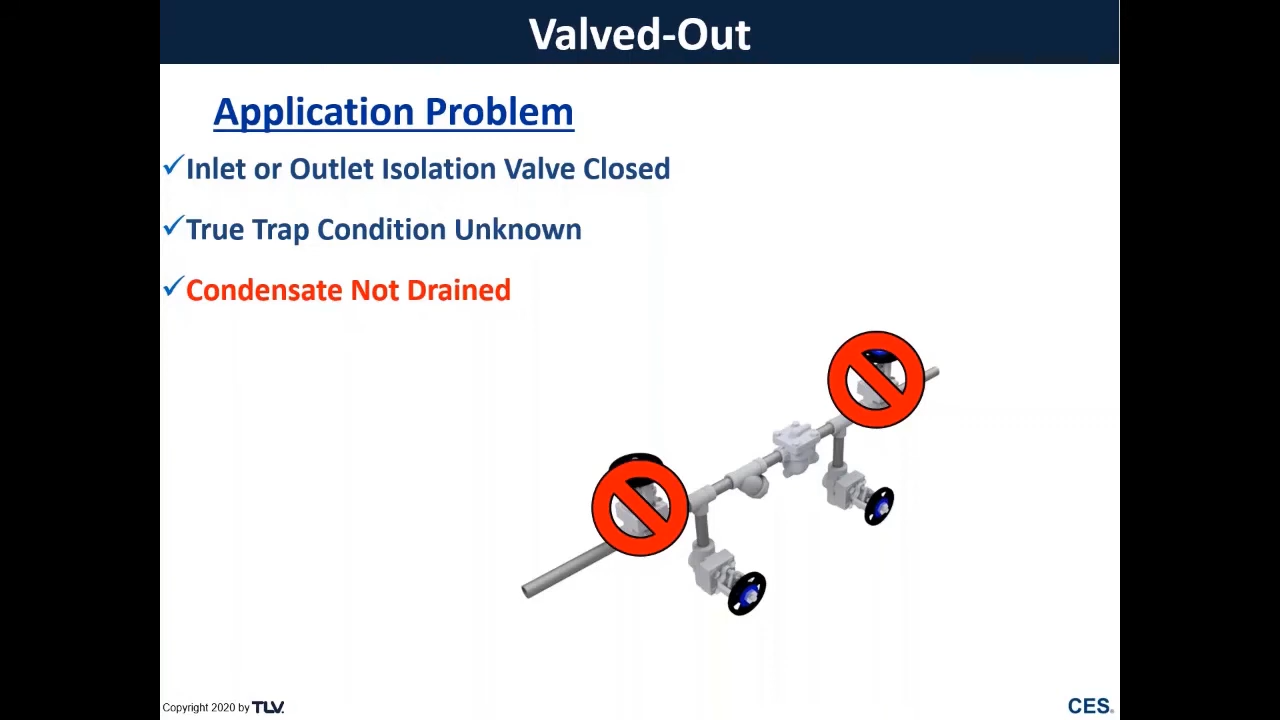 Valved-Out
Application Problem
✓Inlet or Outlet Isolation Valve Closed
✓True Trap Condition Unknown
✓Condensate Not Drained
Copyright 2020 by TLV.
CES.